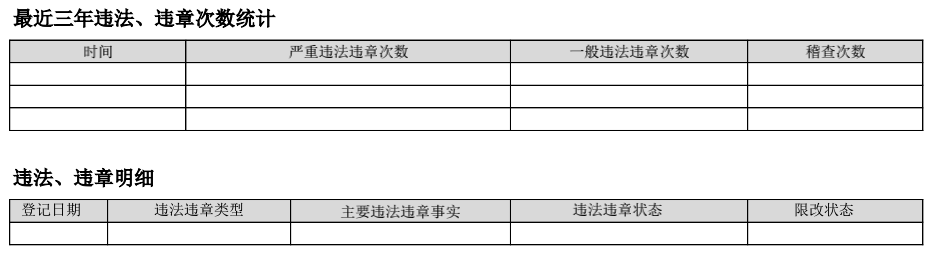 最近三年违法、违章次数统计
时间 严重违法违章次数 一般违法违章次数 稽查次数
违法、违章明细
登记日期 违法违章类型 主要违法违章事实 违法违章状态 限改状态